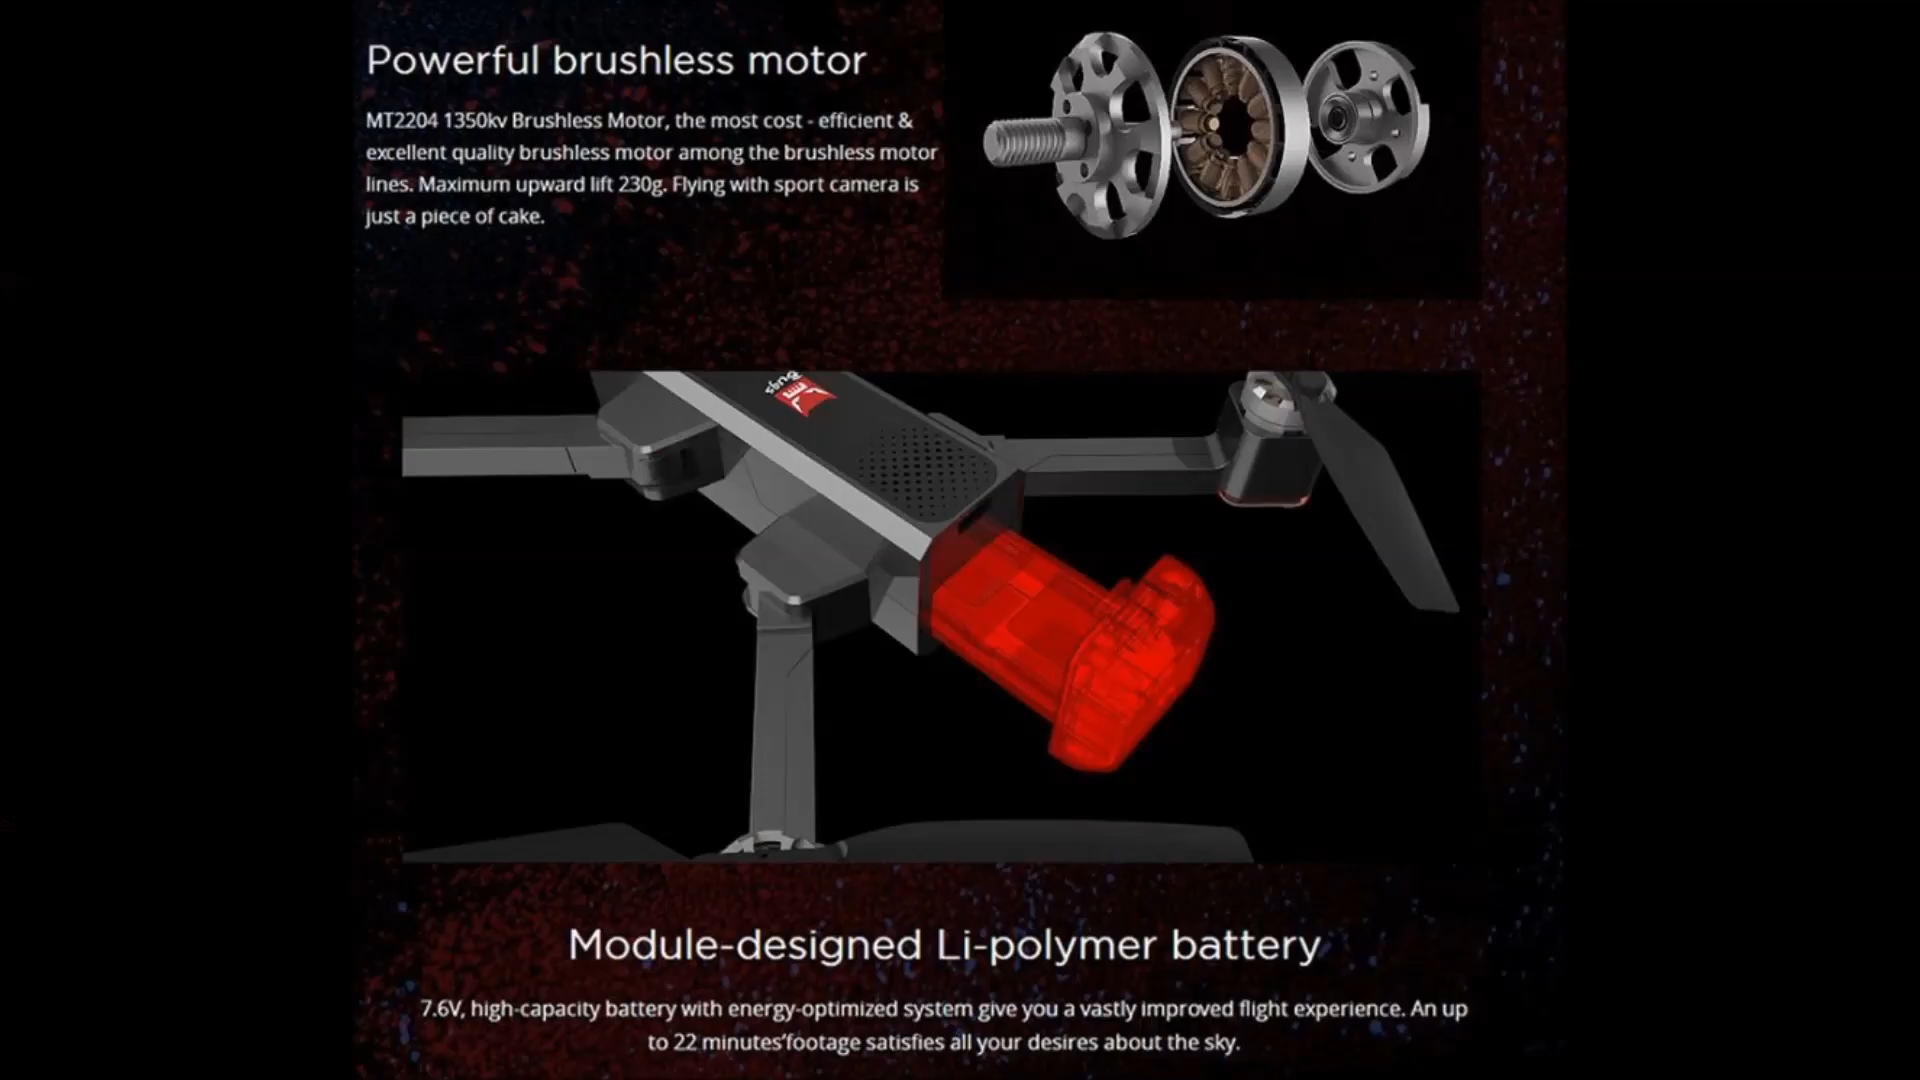 Powerful brushless motor
MT2204 1350kv Brushless Motor, the most cost - efficient &
excellent quality brushless motor among the brushless motor
lines. Maximum upward lift 230g. Flying with sport camera is
just a piece of cake.
Bugs
Module-designed Li-polymer battery
7.6V, high-capacity battery with energy-optimized system give you a vastly improved flight experience. An up
to 22 minutes'footage satisfies all your desires about the sky.